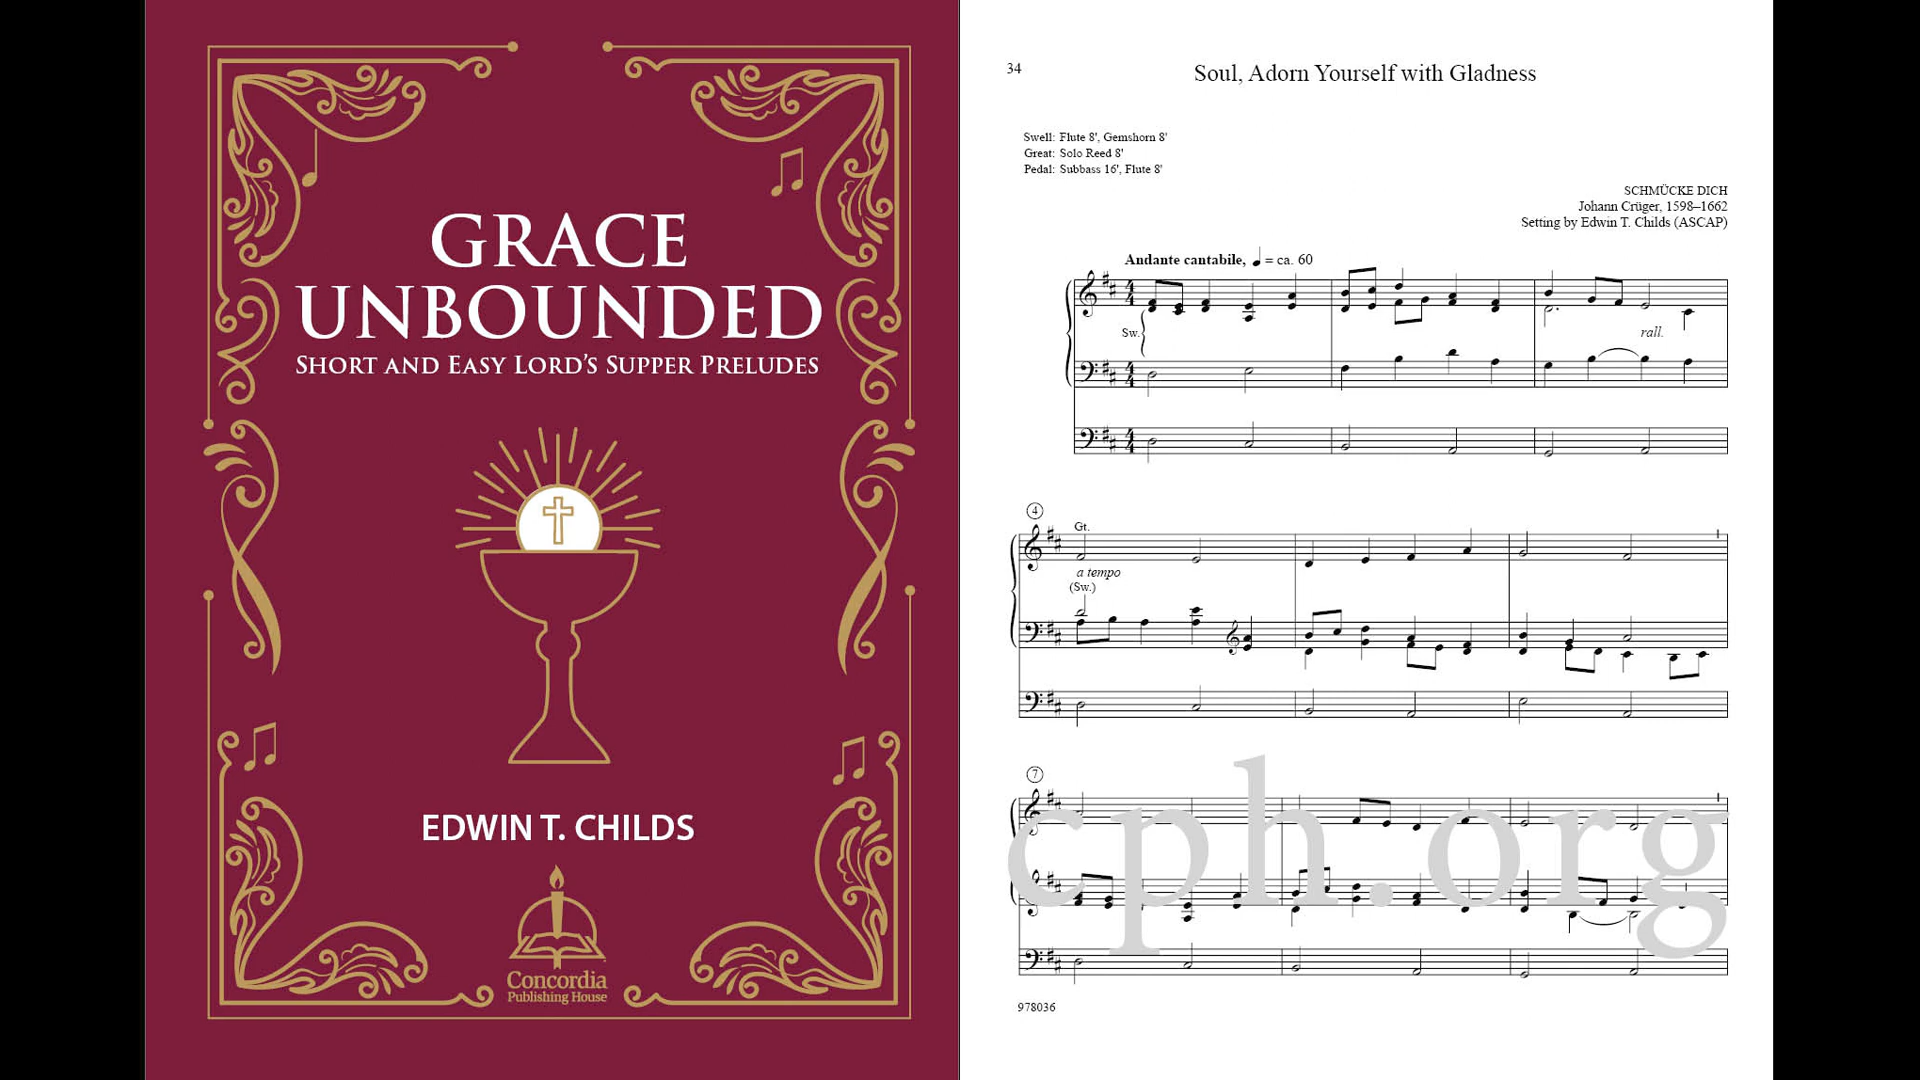 GRACE
UNBOUNDED
SHORT AND EASY LORD'S SUPPER PRELUDES
EDWIN T. CHILDS
Concordia
Publishing House
34
Soul, Adorn Yourself with Gladness
Swell: Flute 8', Gemshorn 8'
Great: Solo Reed 8'
Pedal: Subbass 16', Flute 8'
SCHMÜCKE DICH
Johann Crüger, 1598–1662
Setting by Edwin T. Childs (ASCAP)
Andante cantabile, ♩ = ca. 60
Sw.
rall.
4
Gt.
a tempo
(Sw.)
7
cph.org
978036